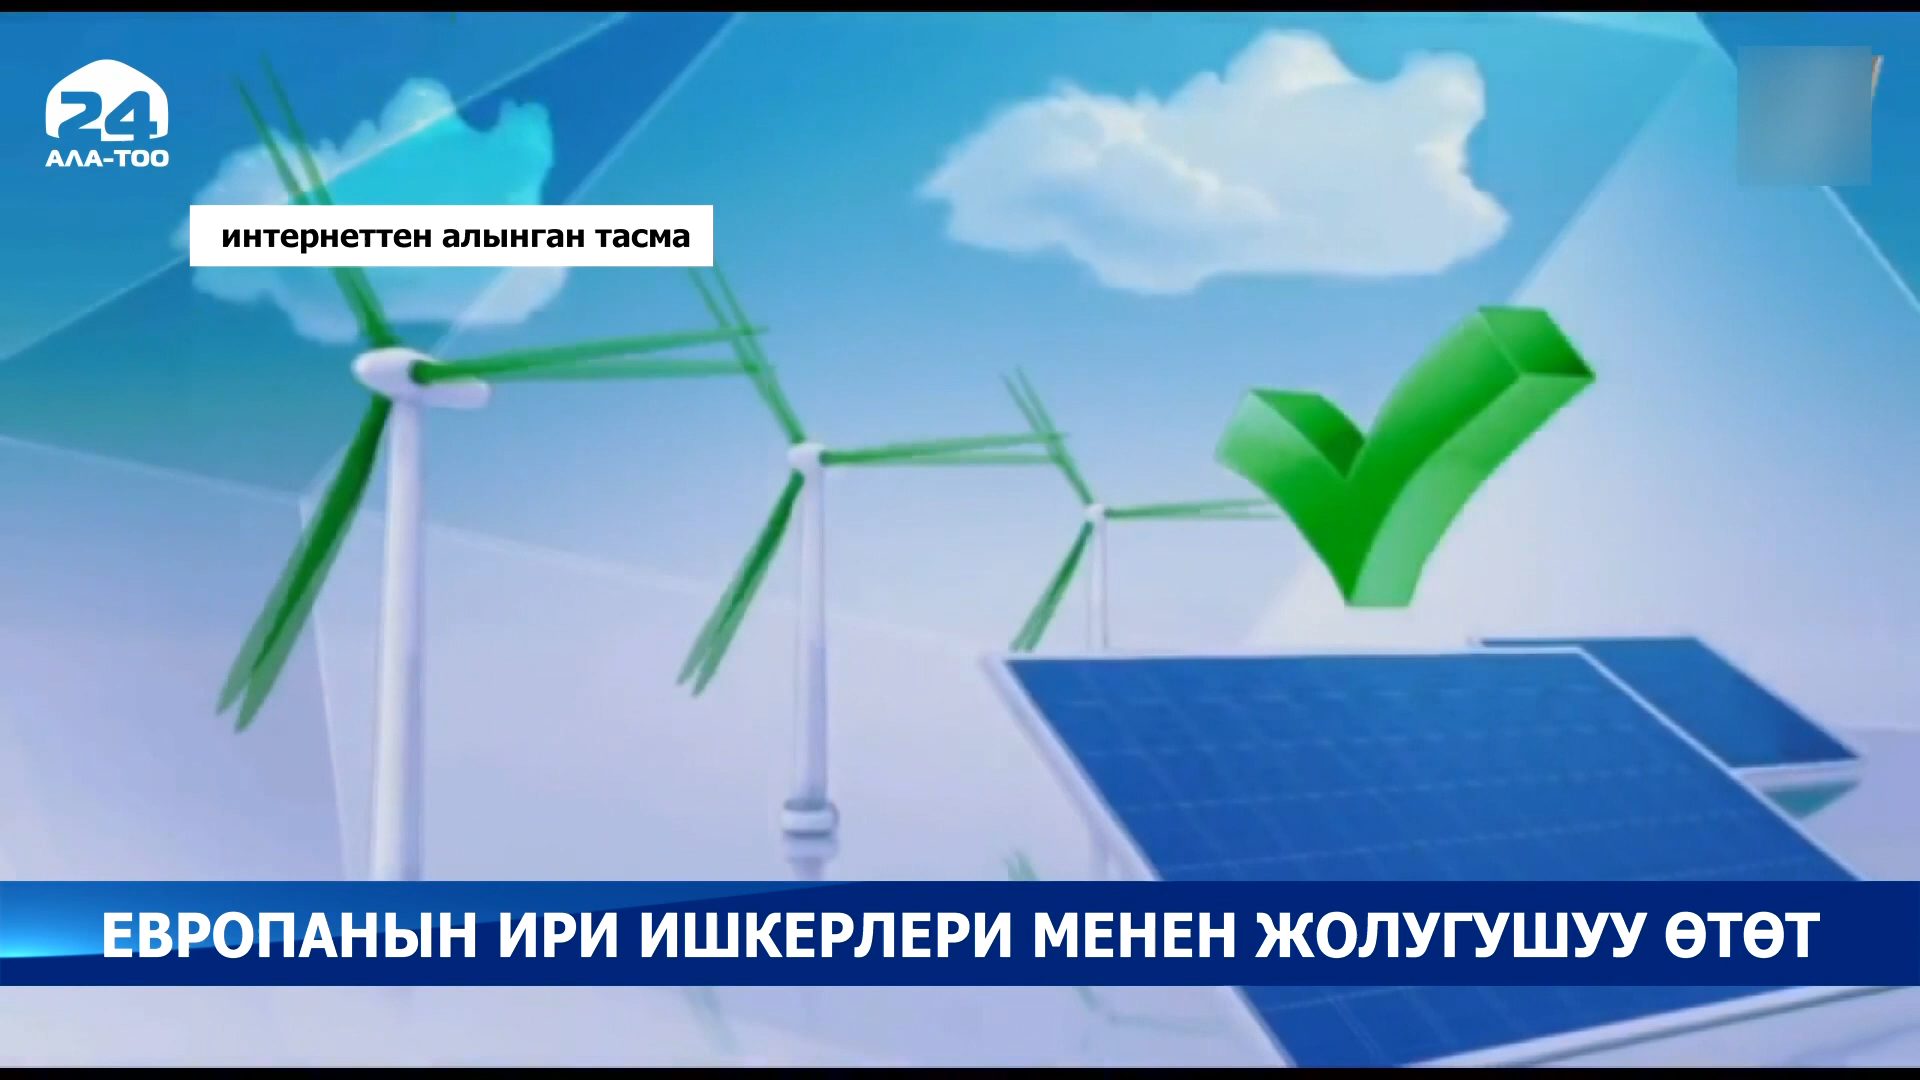 24
АЛА-ТОО
интернеттен алынган тасма
ЕВРОПАНЫН ИРИ ИШКЕРЛЕРИ МЕНЕН ЖОЛУГУШУУ ӨТӨТ